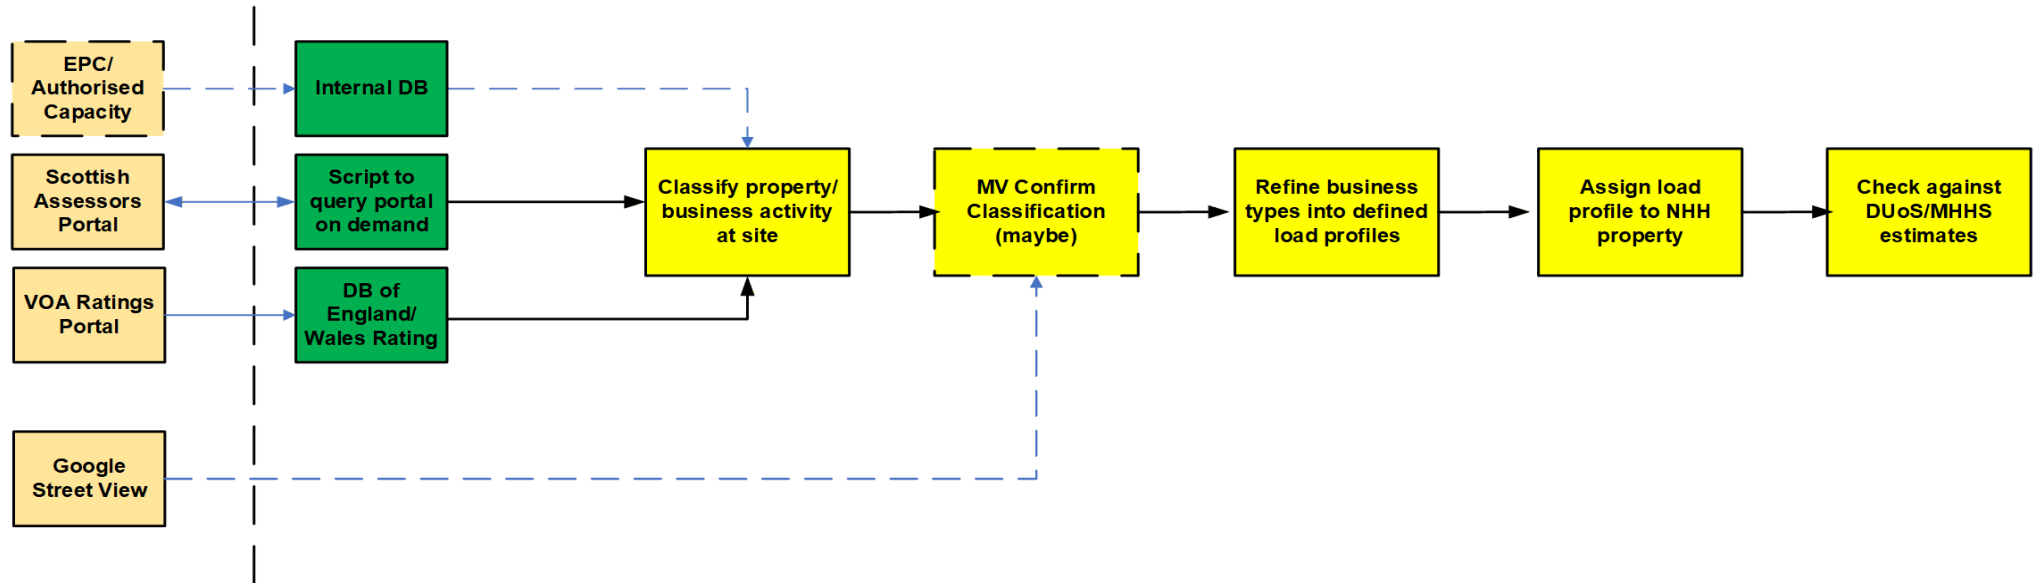 EPC/
Authorised
Capacity
Internal DB
Scottish
Assessors
Portal
Script to
query portal
on demand
VOA Ratings
Portal
DB of
England/
Wales Rating
Google
Street View
Classify property/
business activity
at site
MV Confirm
Classification
(maybe)
Refine business
types into defined
load profiles
Assign load
profile to NHH
property
Check against
DUoS/MHHS
estimates